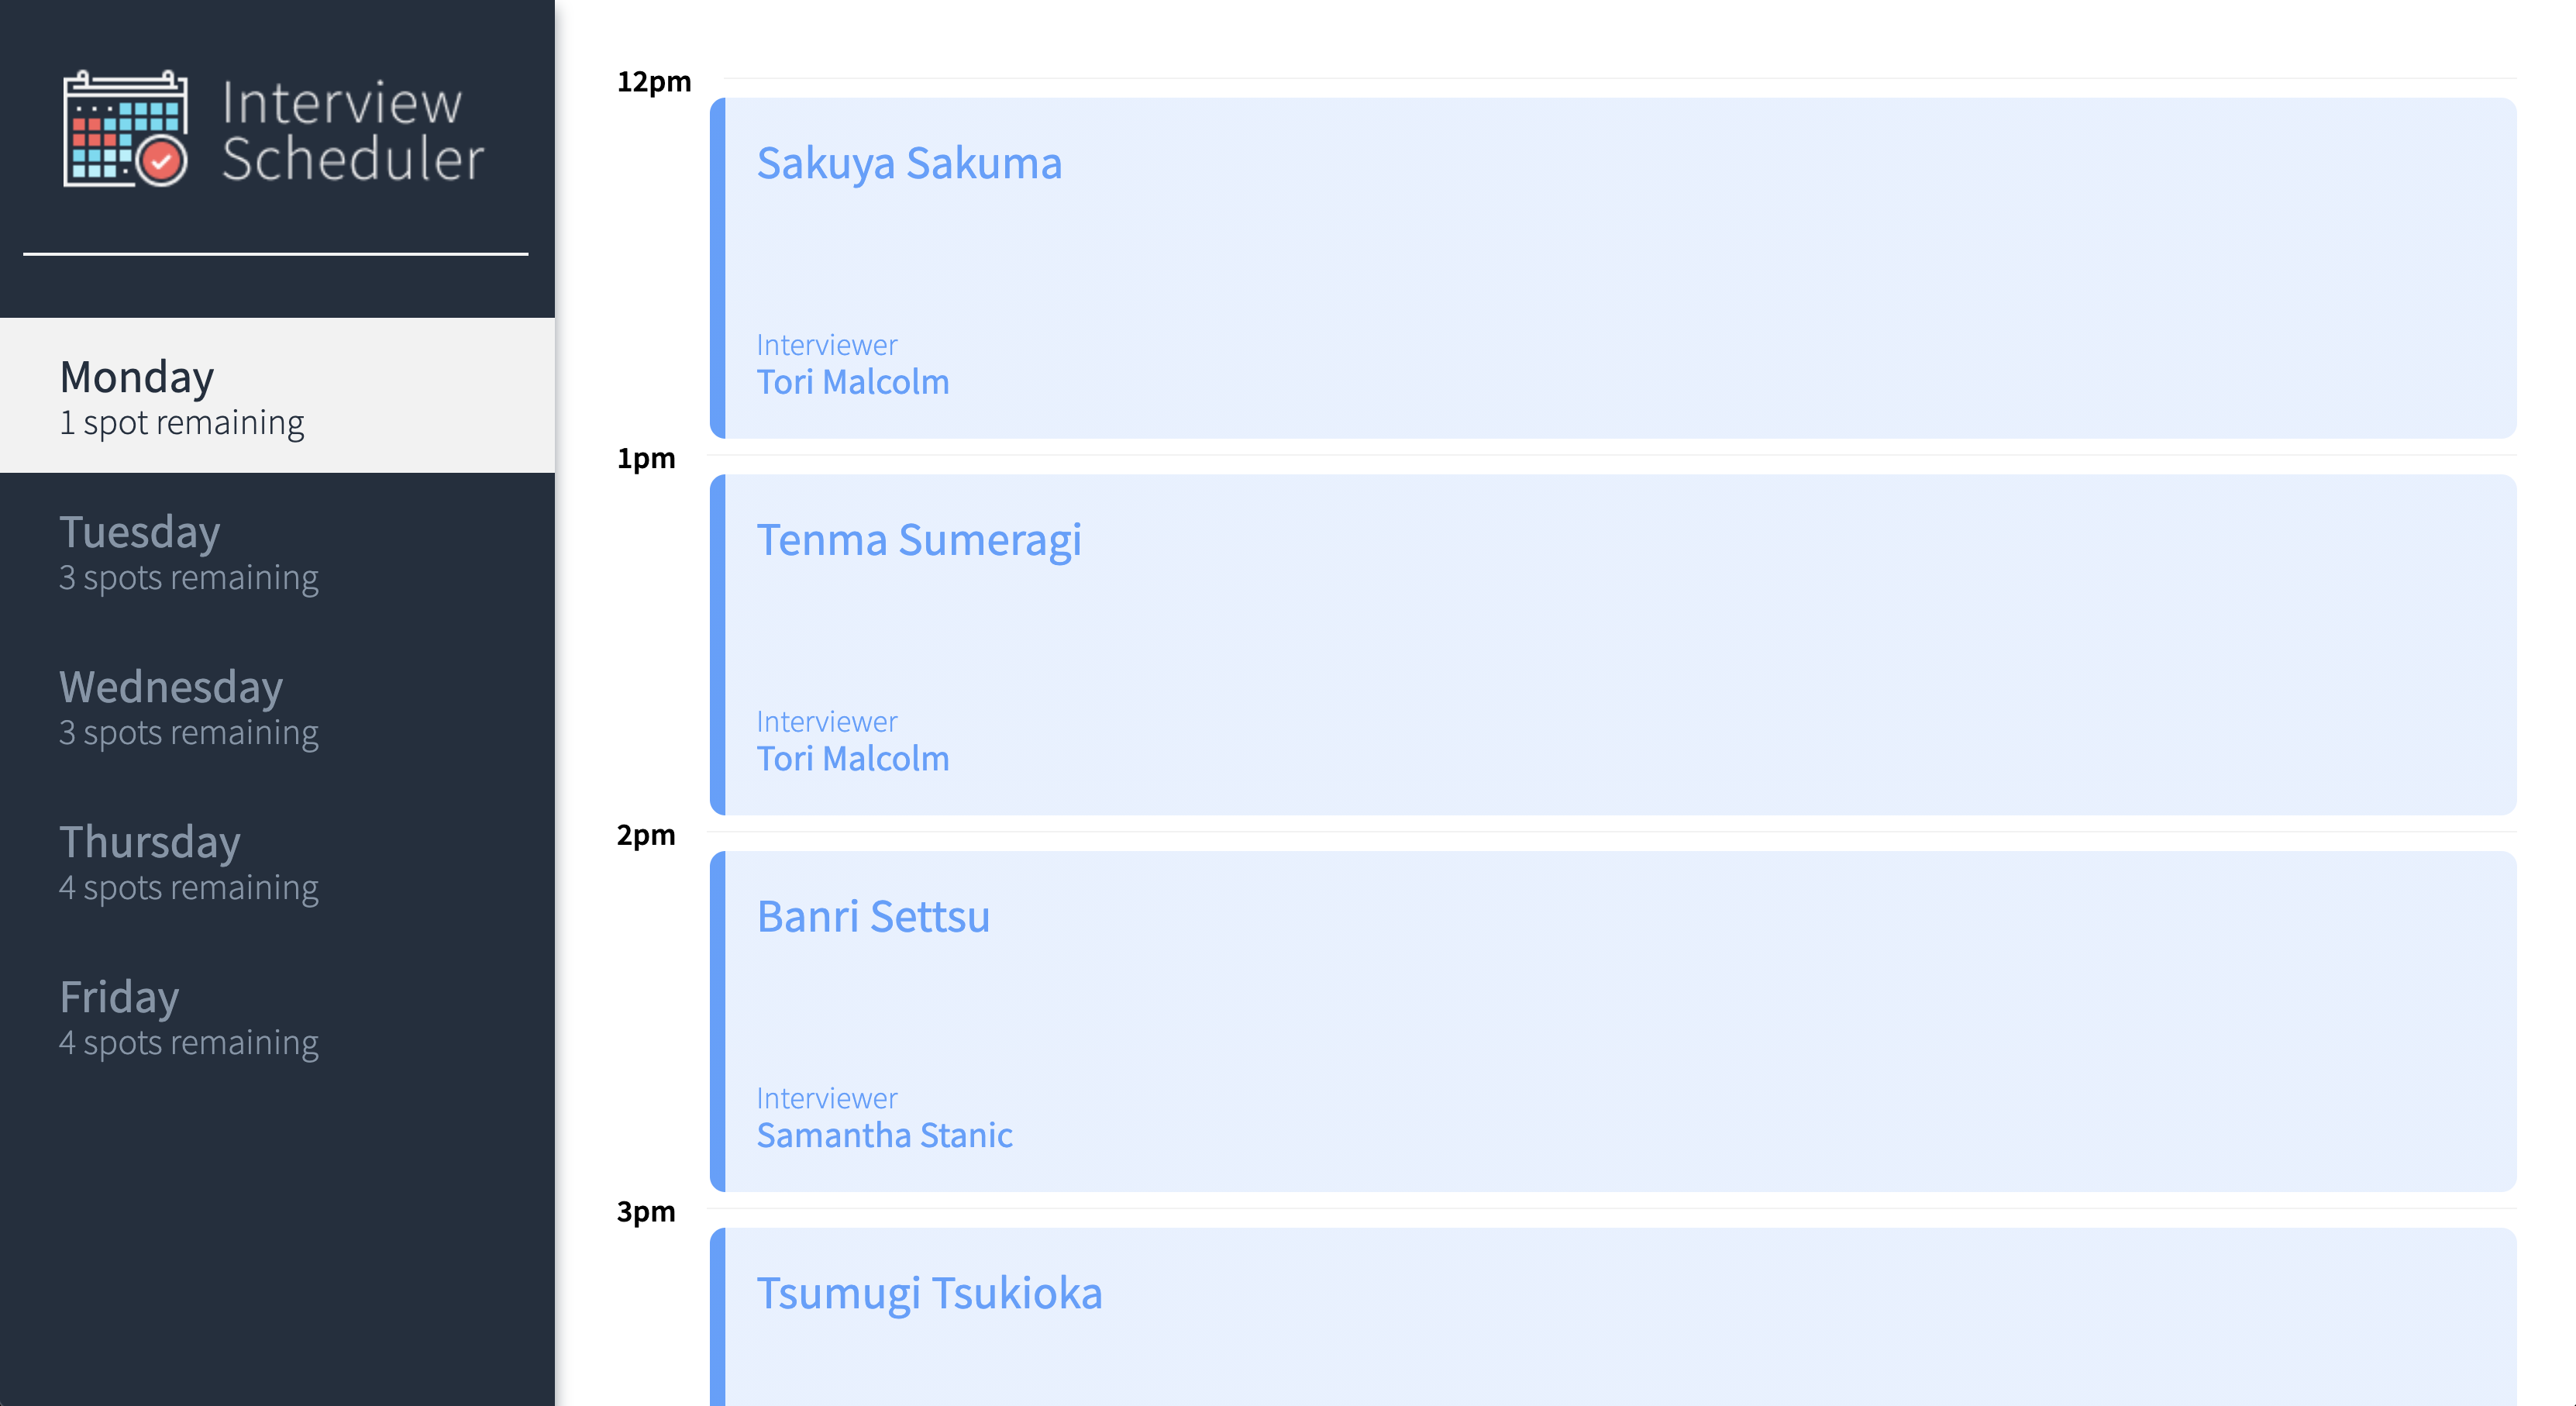 Interview
Scheduler
Monday
1 spot remaining
Tuesday
3 spots remaining
Wednesday
3 spots remaining
Thursday
4 spots remaining
Friday
4 spots remaining
12pm
Sakuya Sakuma
Interviewer
Tori Malcolm
1pm
Tenma Sumeragi
Interviewer
Tori Malcolm
2pm
Banri Settsu
Interviewer
Samantha Stanic
3pm
Tsumugi Tsukioka